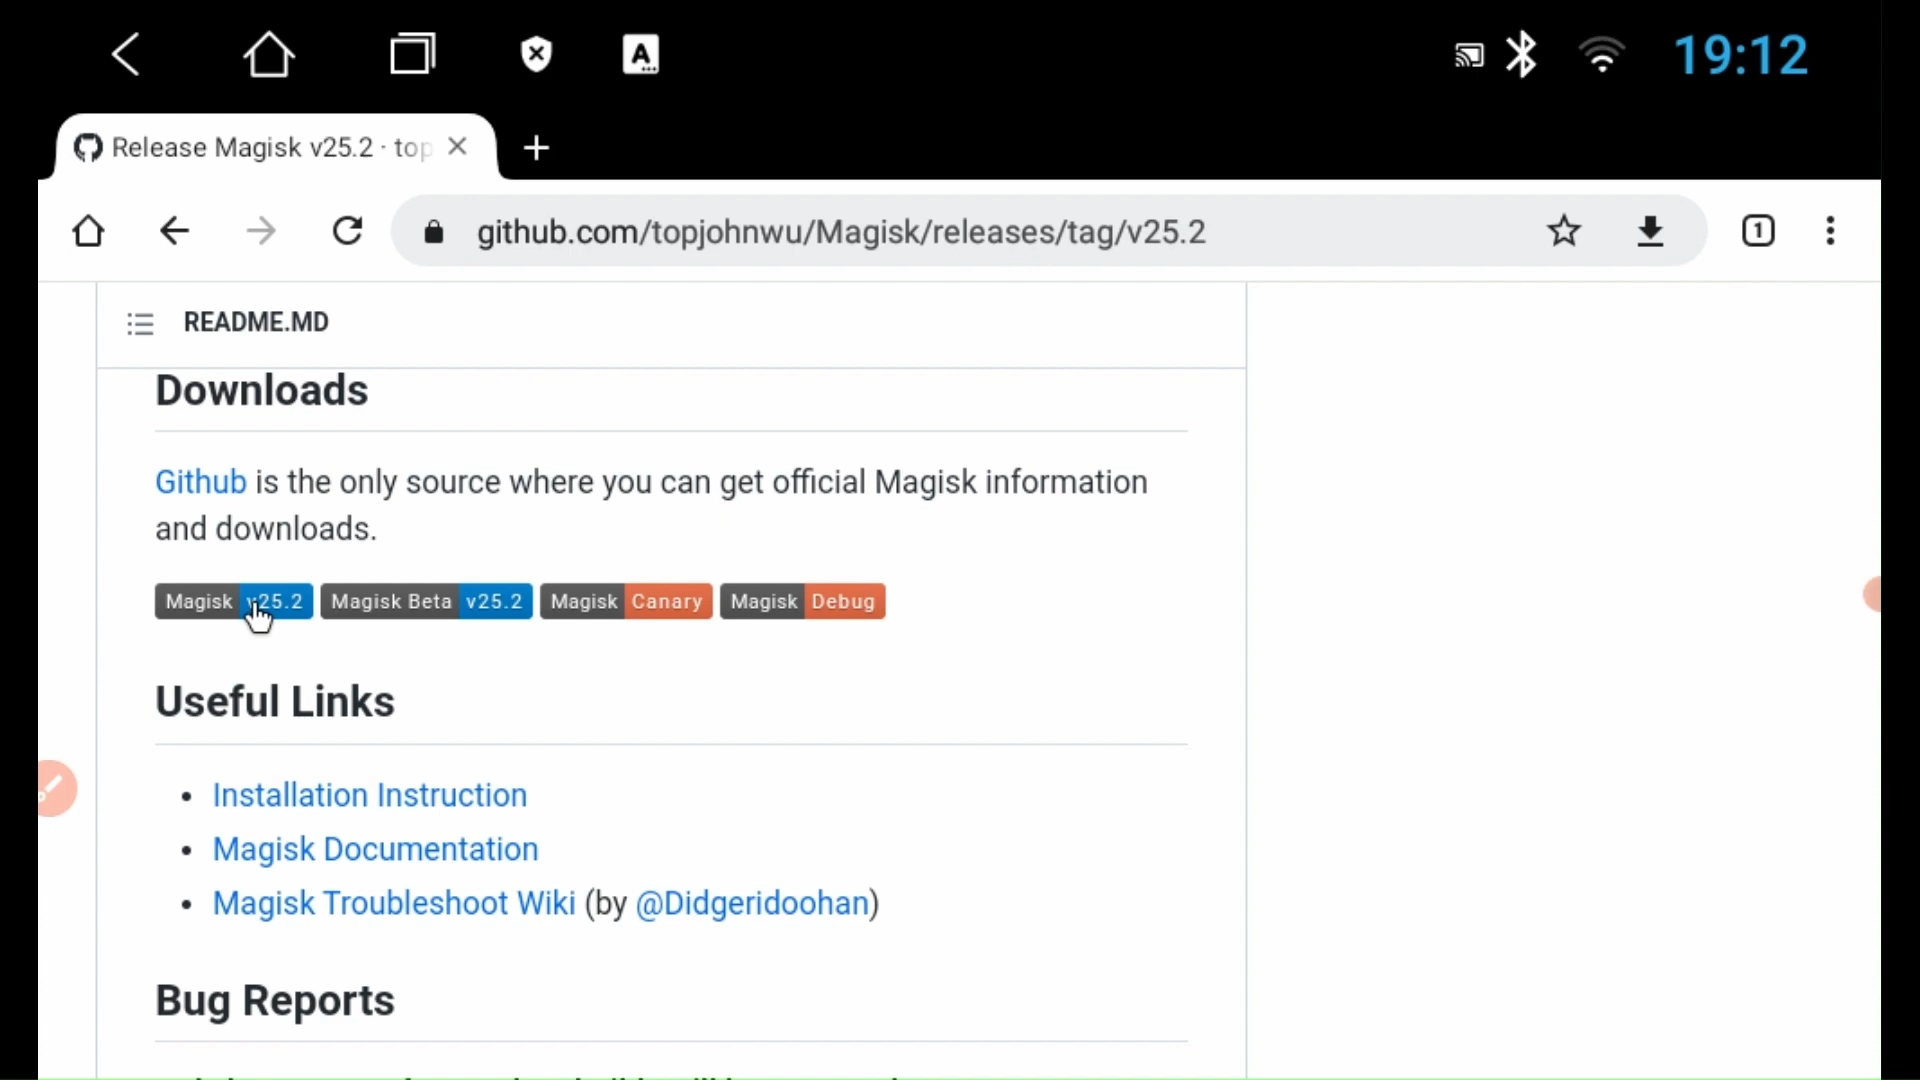 19:12
Release Magisk v25.2 · top
github.com/topjohnwu/Magisk/releases/tag/v25.2
1
README.MD
Downloads
Github is the only source where you can get official Magisk information
and downloads.
Magisk v25.2 Magisk Beta v25.2 Magisk Canary Magisk Debug
Useful Links
• Installation Instruction
• Magisk Documentation
• Magisk Troubleshoot Wiki (by @Didgeridoohan)
Bug Reports